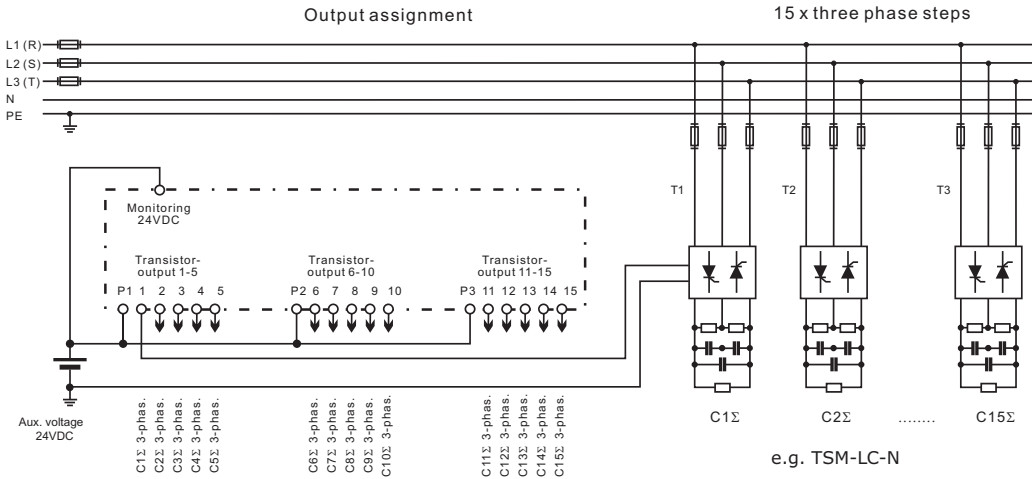 Output assignment
15 x three phase steps
L1 (R)
L2 (S)
L3 (T)
N
PE
T1
T2
T3
Monitoring
24VDC
Transistor-
output 1-5
Transistor-
output 6-10
Transistor-
output 11-15
P1 1 2 3 4 5
P2 6 7 8 9 10
P3 11 12 13 14 15
Aux. voltage
24VDC
C1Σ 3-phas.
C2Σ 3-phas.
C3Σ 3-phas.
C4Σ 3-phas.
C5Σ 3-phas.
C6Σ 3-phas.
C7Σ 3-phas.
C8Σ 3-phas.
C9Σ 3-phas.
C10Σ 3-phas.
C11Σ 3-phas.
C12Σ 3-phas.
C13Σ 3-phas.
C14Σ 3-phas.
C15Σ 3-phas.
C1Σ
C2Σ
........
C15Σ
e.g. TSM-LC-N